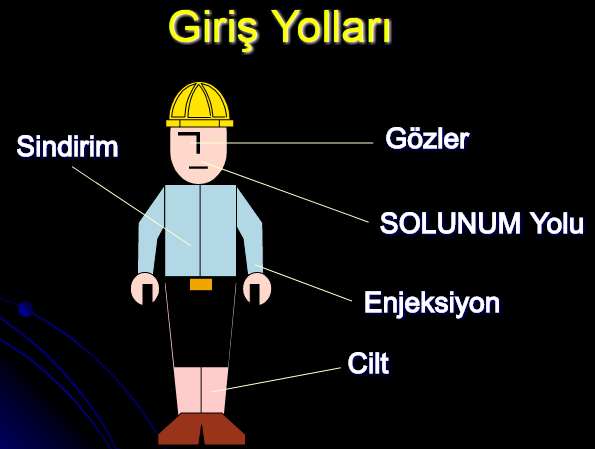 Giriş Yolları
Sindirim
Gözler
SOLUNUM Yolu
Enjeksiyon
Cilt